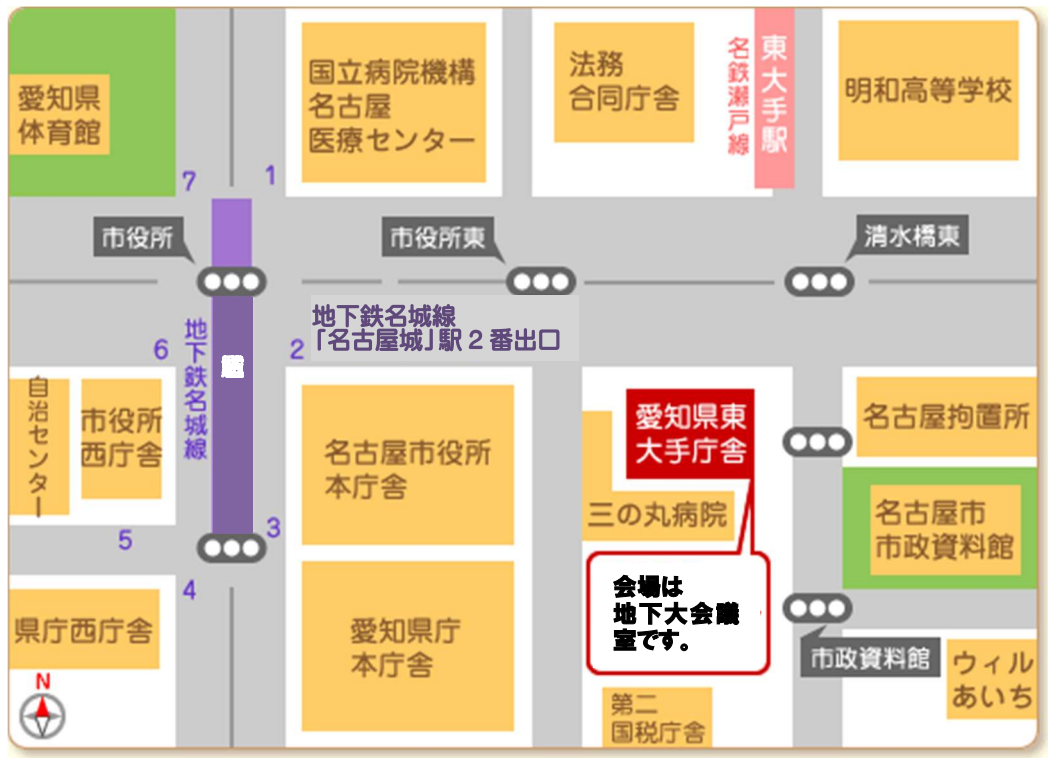 愛知県
体育館
国立病院機構
名古屋
医療センター
法務
合同庁舎
名鉄瀬戸線
東大手駅
明和高等学校
7
1
市役所
市役所東
清水橋東
地下鉄名城線
「名古屋城」駅2番出口
6
地下鉄名城線
2
自治センター
市役所
西庁舎
名古屋市役所
本庁舎
愛知県東
大手庁舎
名古屋拘置所
三の丸病院
名古屋市
市政資料館
5
3
4
県庁西庁舎
愛知県庁
本庁舎
会場は
地下大会議
室です。
市政資料館
ウィル
あいち
第二
国税庁舎
N